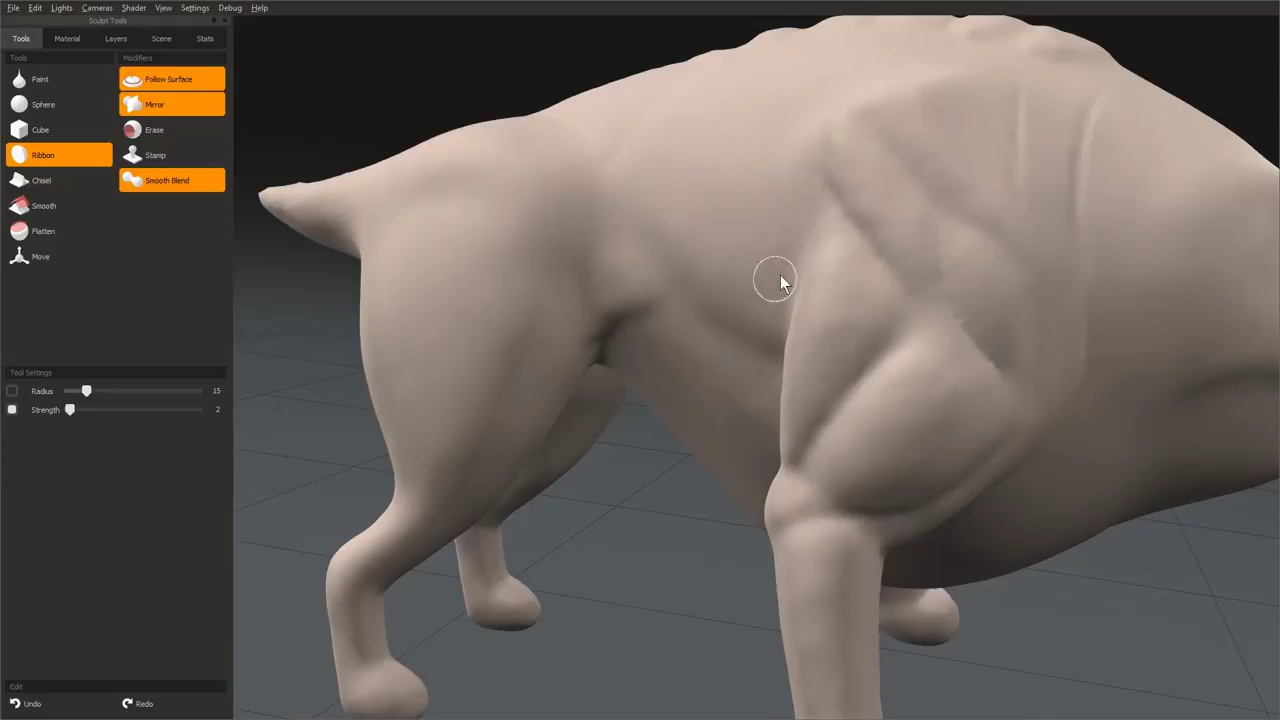 File Edit Lights Cameras Shader View Settings Debug Help
Sculpt Tools
Tools Material Layers Scene Stats
Tools Modifiers
Paint Follow Surface
Sphere Mirror
Cube Erase
Ribbon Stamp
Chisel Smooth Blend
Smooth
Flatten
Move
Tool Settings
Radius 15
Strength 2
Edit
Undo Redo